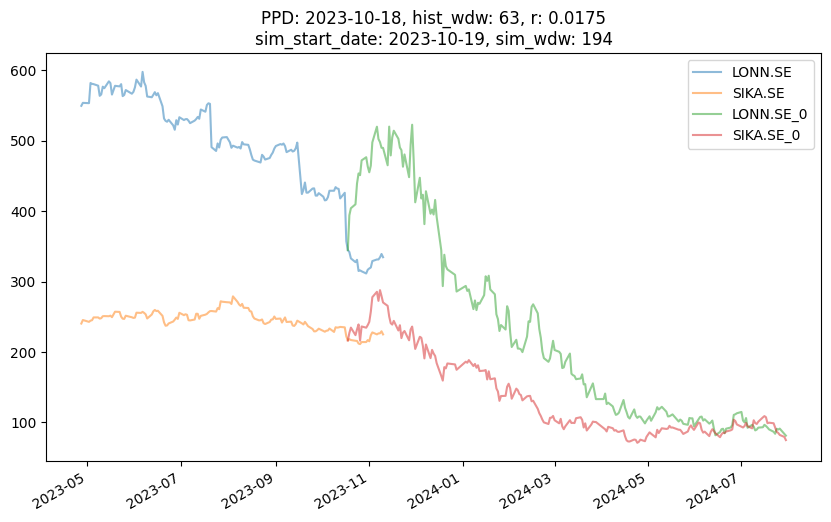 PPD: 2023-10-18, hist_wdw: 63, r: 0.0175
sim_start_date: 2023-10-19, sim_wdw: 194
LONN.SE
SIKA.SE
LONN.SE_0
SIKA.SE_0
600
500
400
300
200
100
2023-05
2023-07
2023-09
2023-11
2024-01
2024-03
2024-05
2024-07